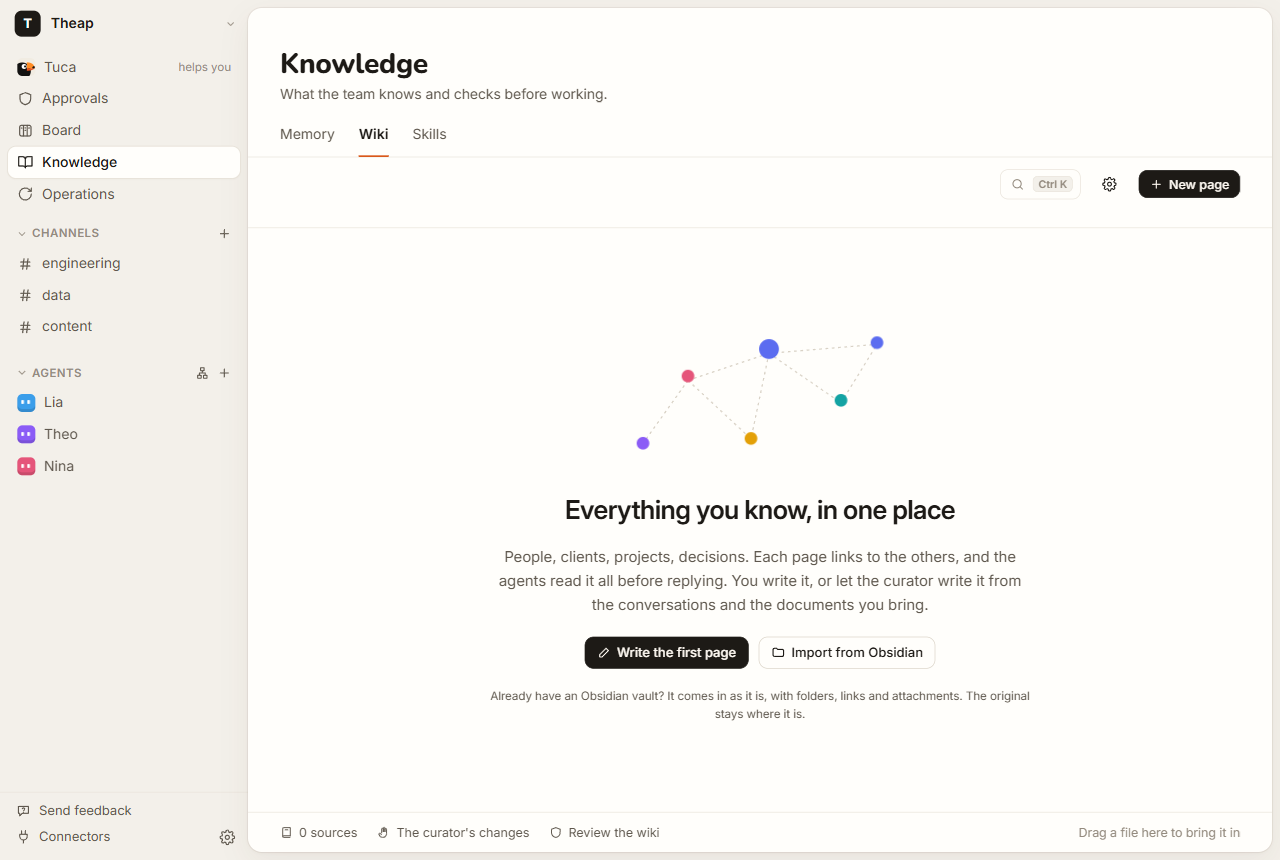 T Theap
Tuca helps you
Approvals
Board
Knowledge
Operations
CHANNELS
# engineering
# data
# content
AGENTS
Lia
Theo
Nina
Send feedback
Connectors
Knowledge
What the team knows and checks before working.
Memory Wiki Skills
Ctrl K
New page
Everything you know, in one place
People, clients, projects, decisions. Each page links to the others, and the
agents read it all before replying. You write it, or let the curator write it from
the conversations and the documents you bring.
Write the first page Import from Obsidian
Already have an Obsidian vault? It comes in as it is, with folders, links and attachments. The original
stays where it is.
0 sources The curator's changes Review the wiki Drag a file here to bring it in